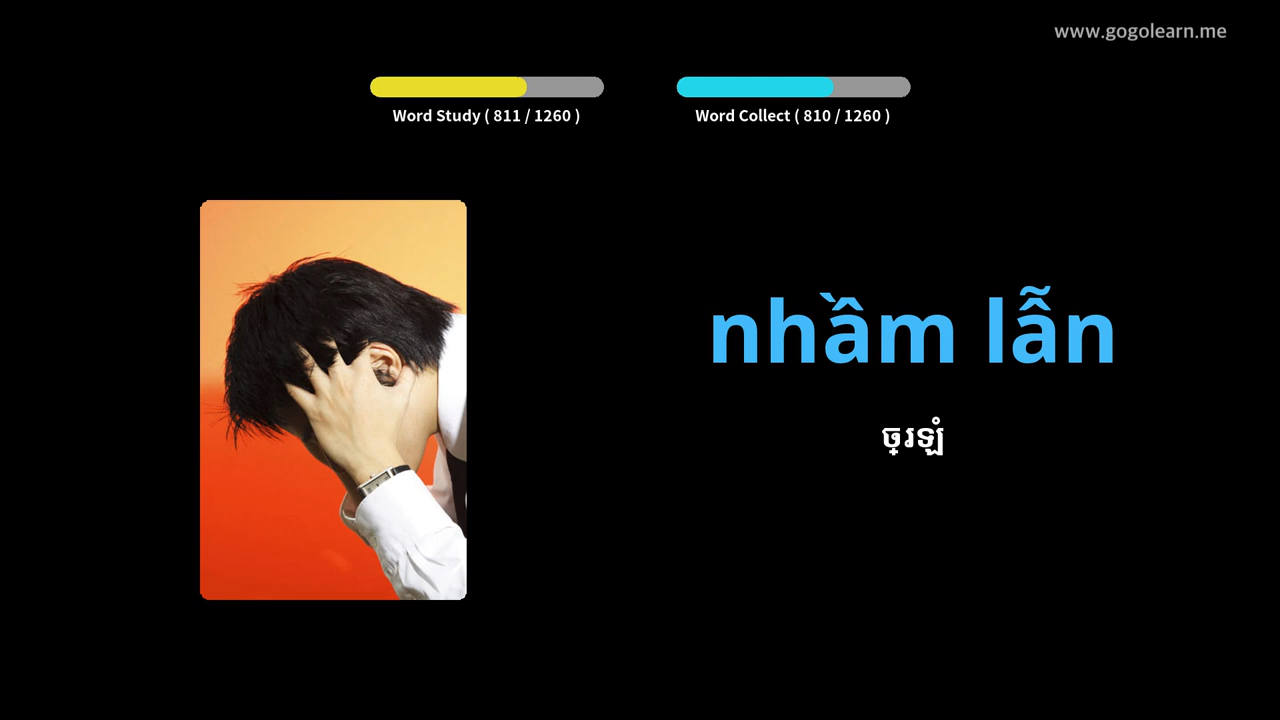 www.gogolearn.me
Word Study ( 811 / 1260 )
Word Collect ( 810 / 1260 )
nhầm lẫn
ច្រឡំ